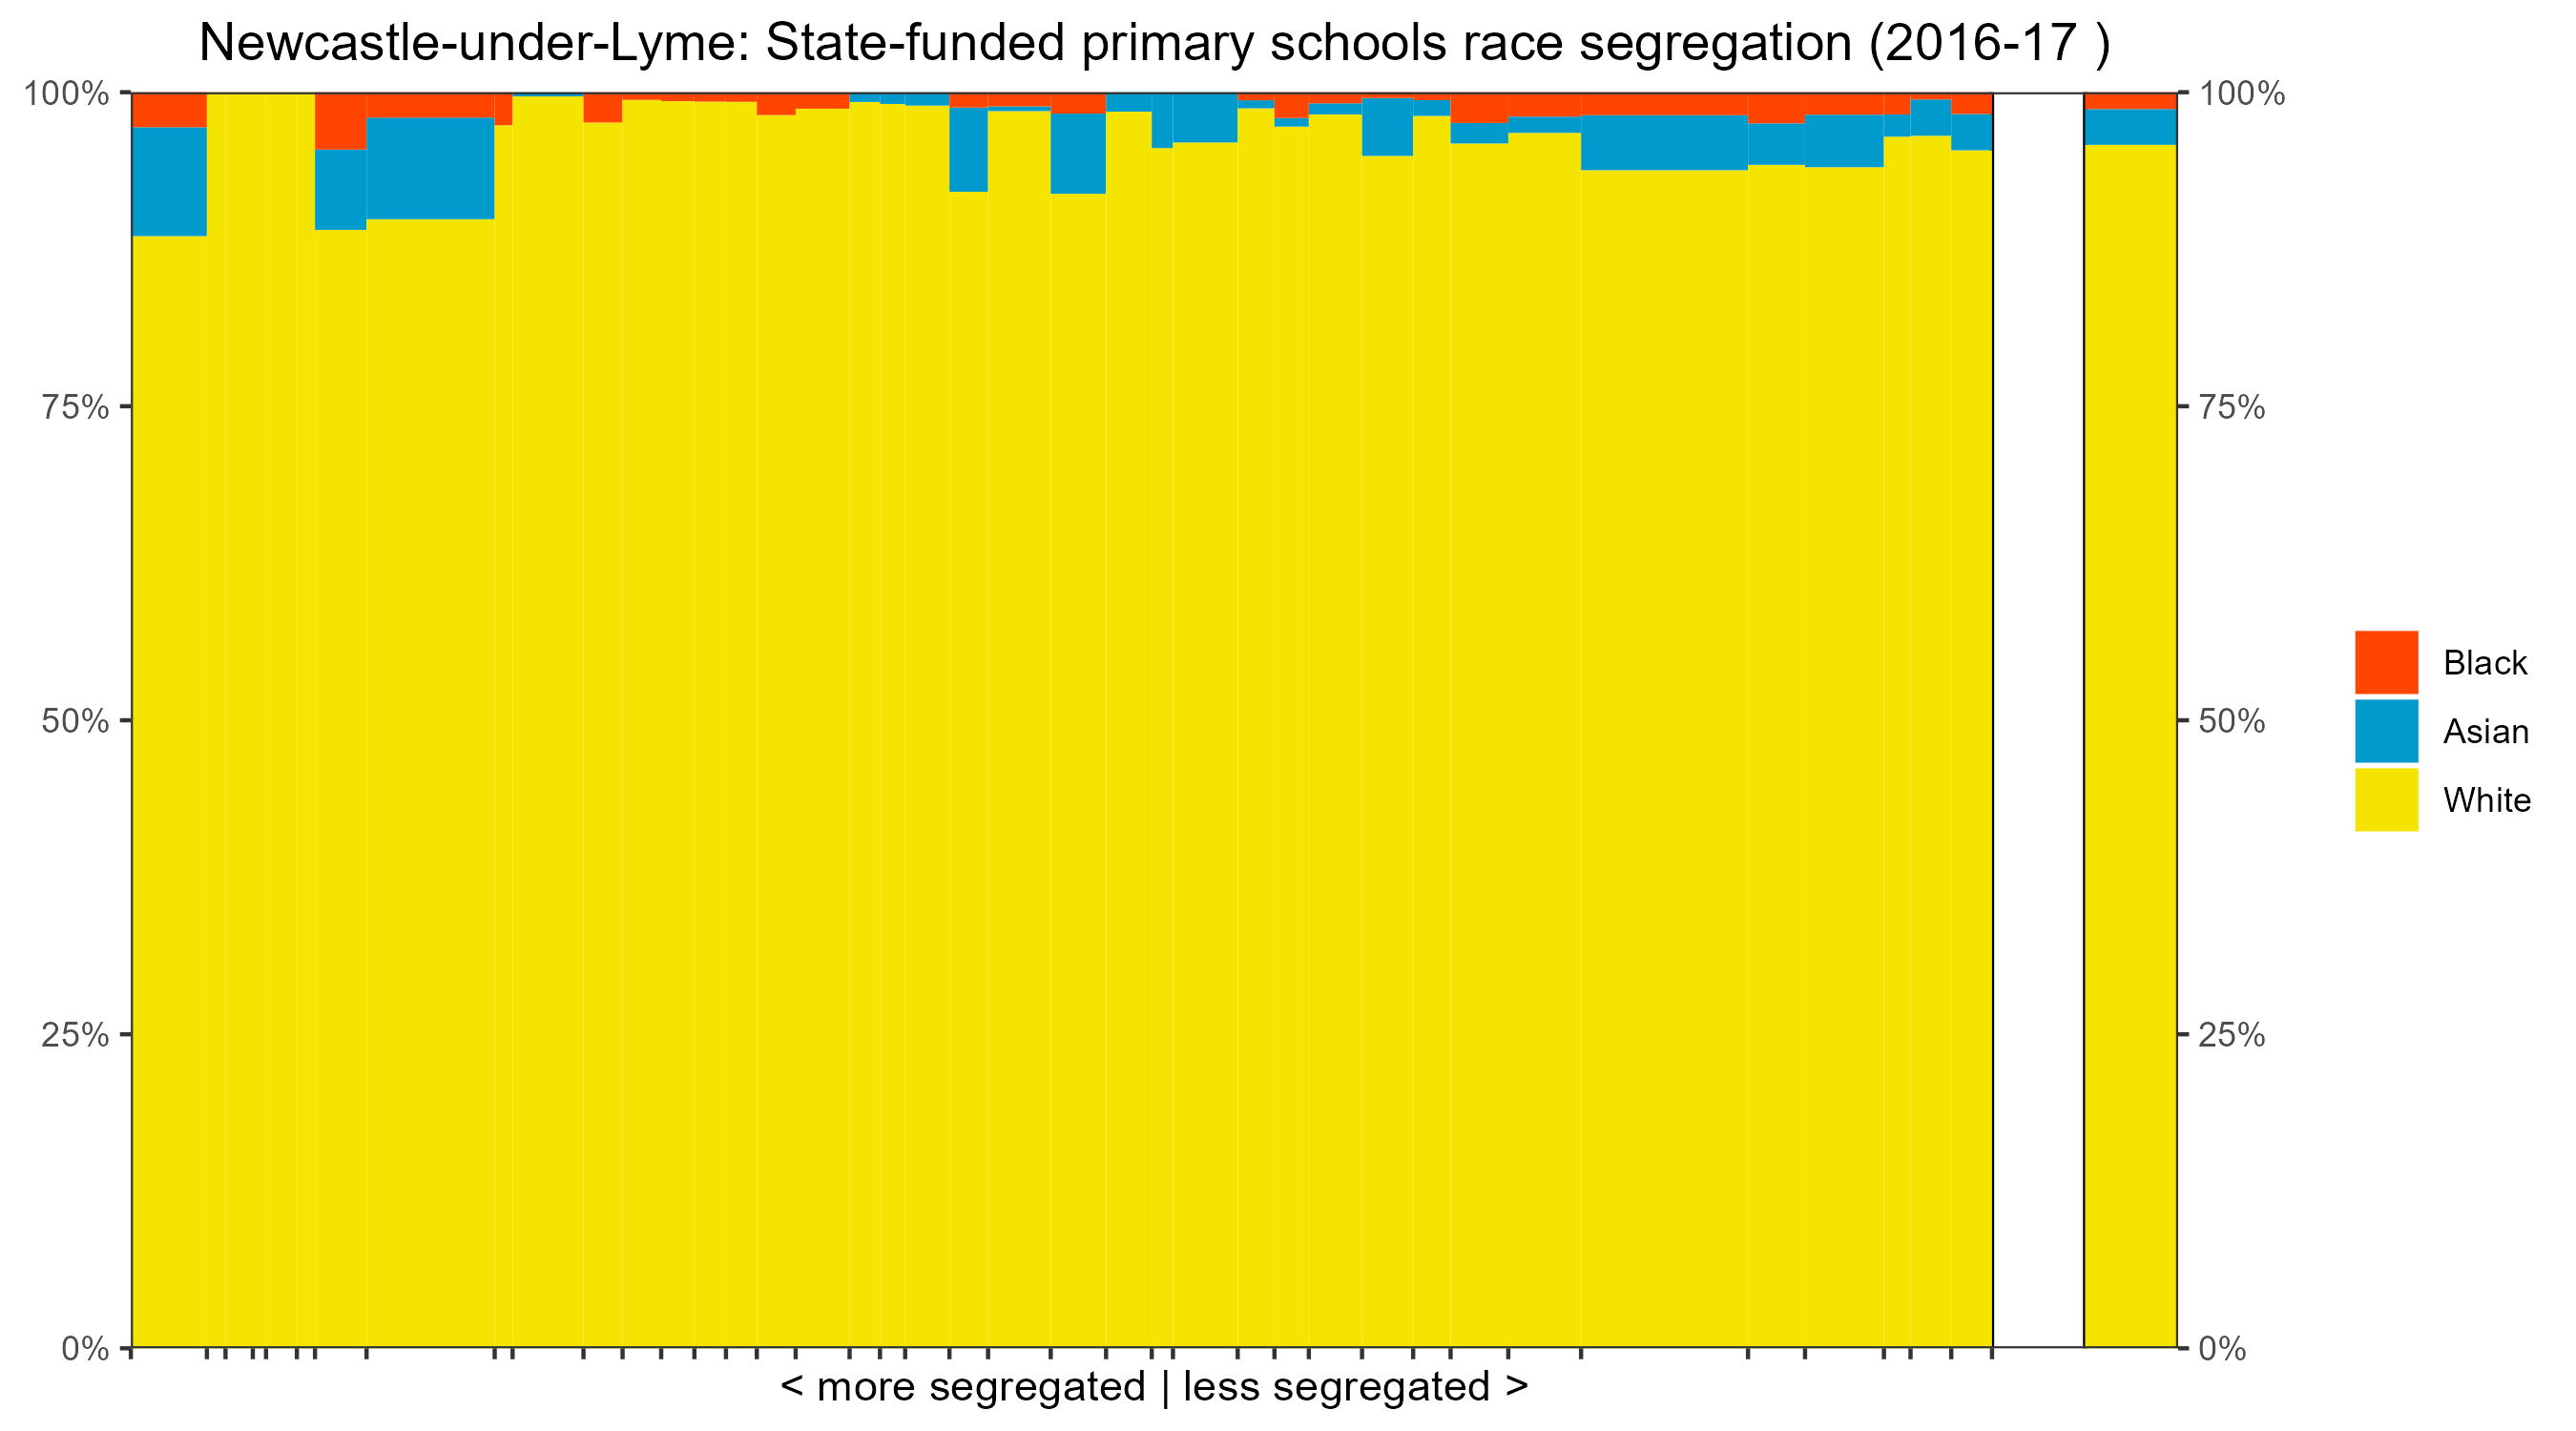 Newcastle-under-Lyme: State-funded primary schools race segregation (2016-17 )
100%
75%
50%
25%
0%
100%
75%
50%
25%
0%
Black
Asian
White
< more segregated | less segregated >